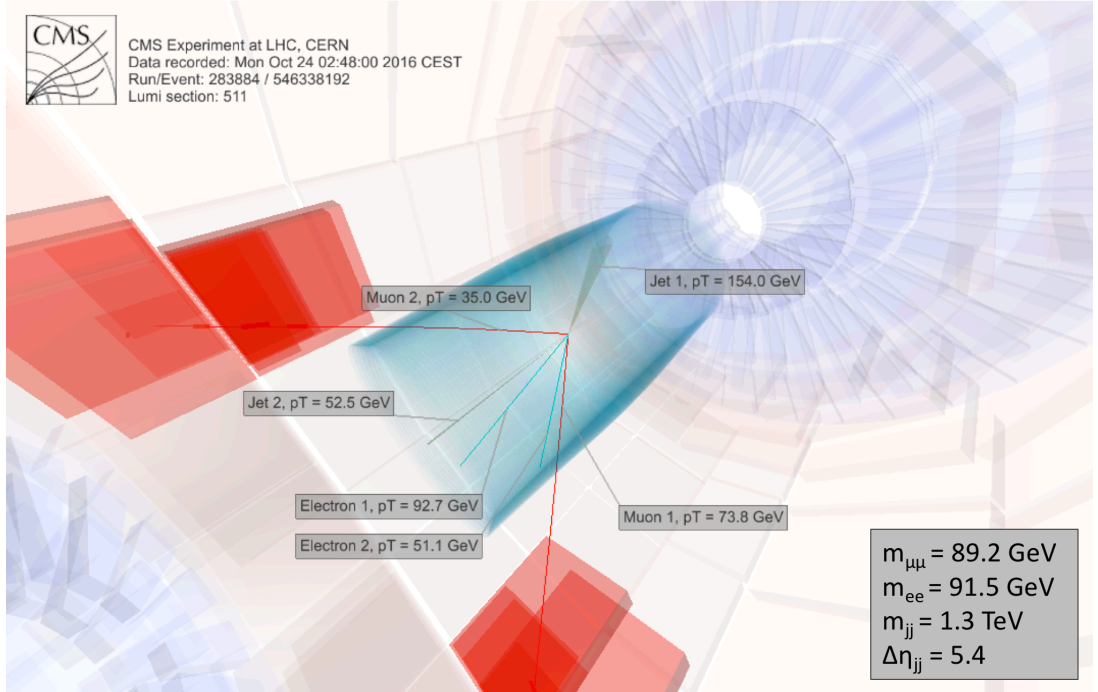 CMS
CMS Experiment at LHC, CERN
Data recorded: Mon Oct 24 02:48:00 2016 CEST
Run/Event: 283884 / 546338192
Lumi section: 511
Jet 1, pT = 154.0 GeV
Muon 2, pT = 35.0 GeV
Jet 2, pT = 52.5 GeV
Electron 1, pT = 92.7 GeV
Muon 1, pT = 73.8 GeV
Electron 2, pT = 51.1 GeV
mμμ = 89.2 GeV
mee = 91.5 GeV
mjj = 1.3 TeV
Δηjj = 5.4